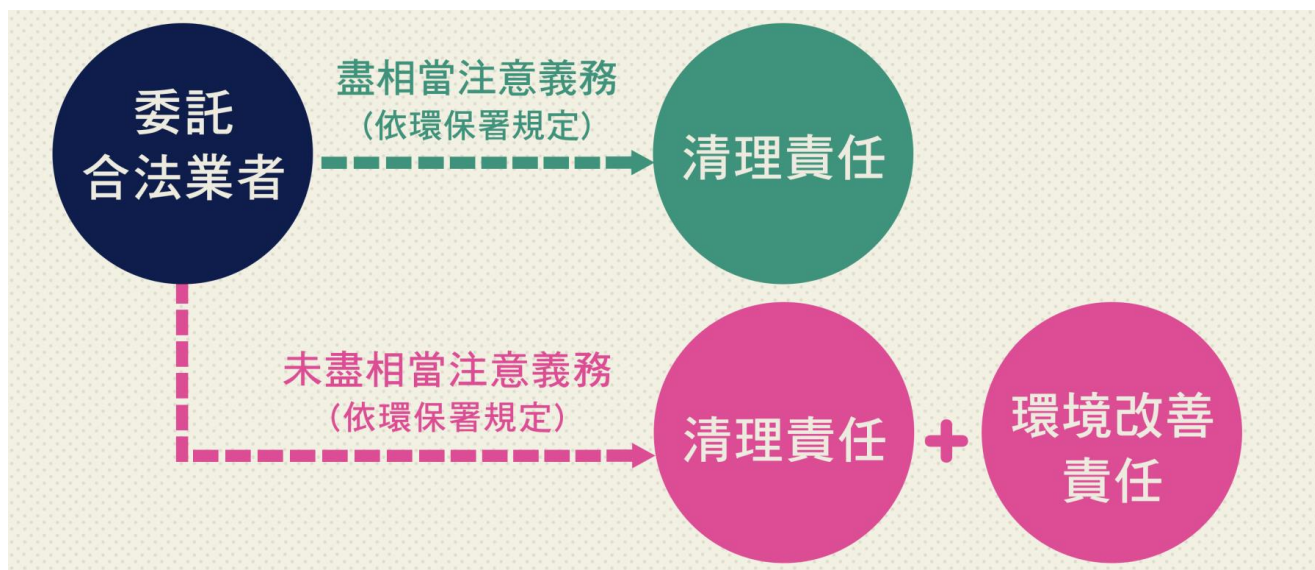 委託
合法業者
盡相當注意義務
(依環保署規定)
清理責任
未盡相當注意義務
(依環保署規定)
清理責任
+
環境改善
責任